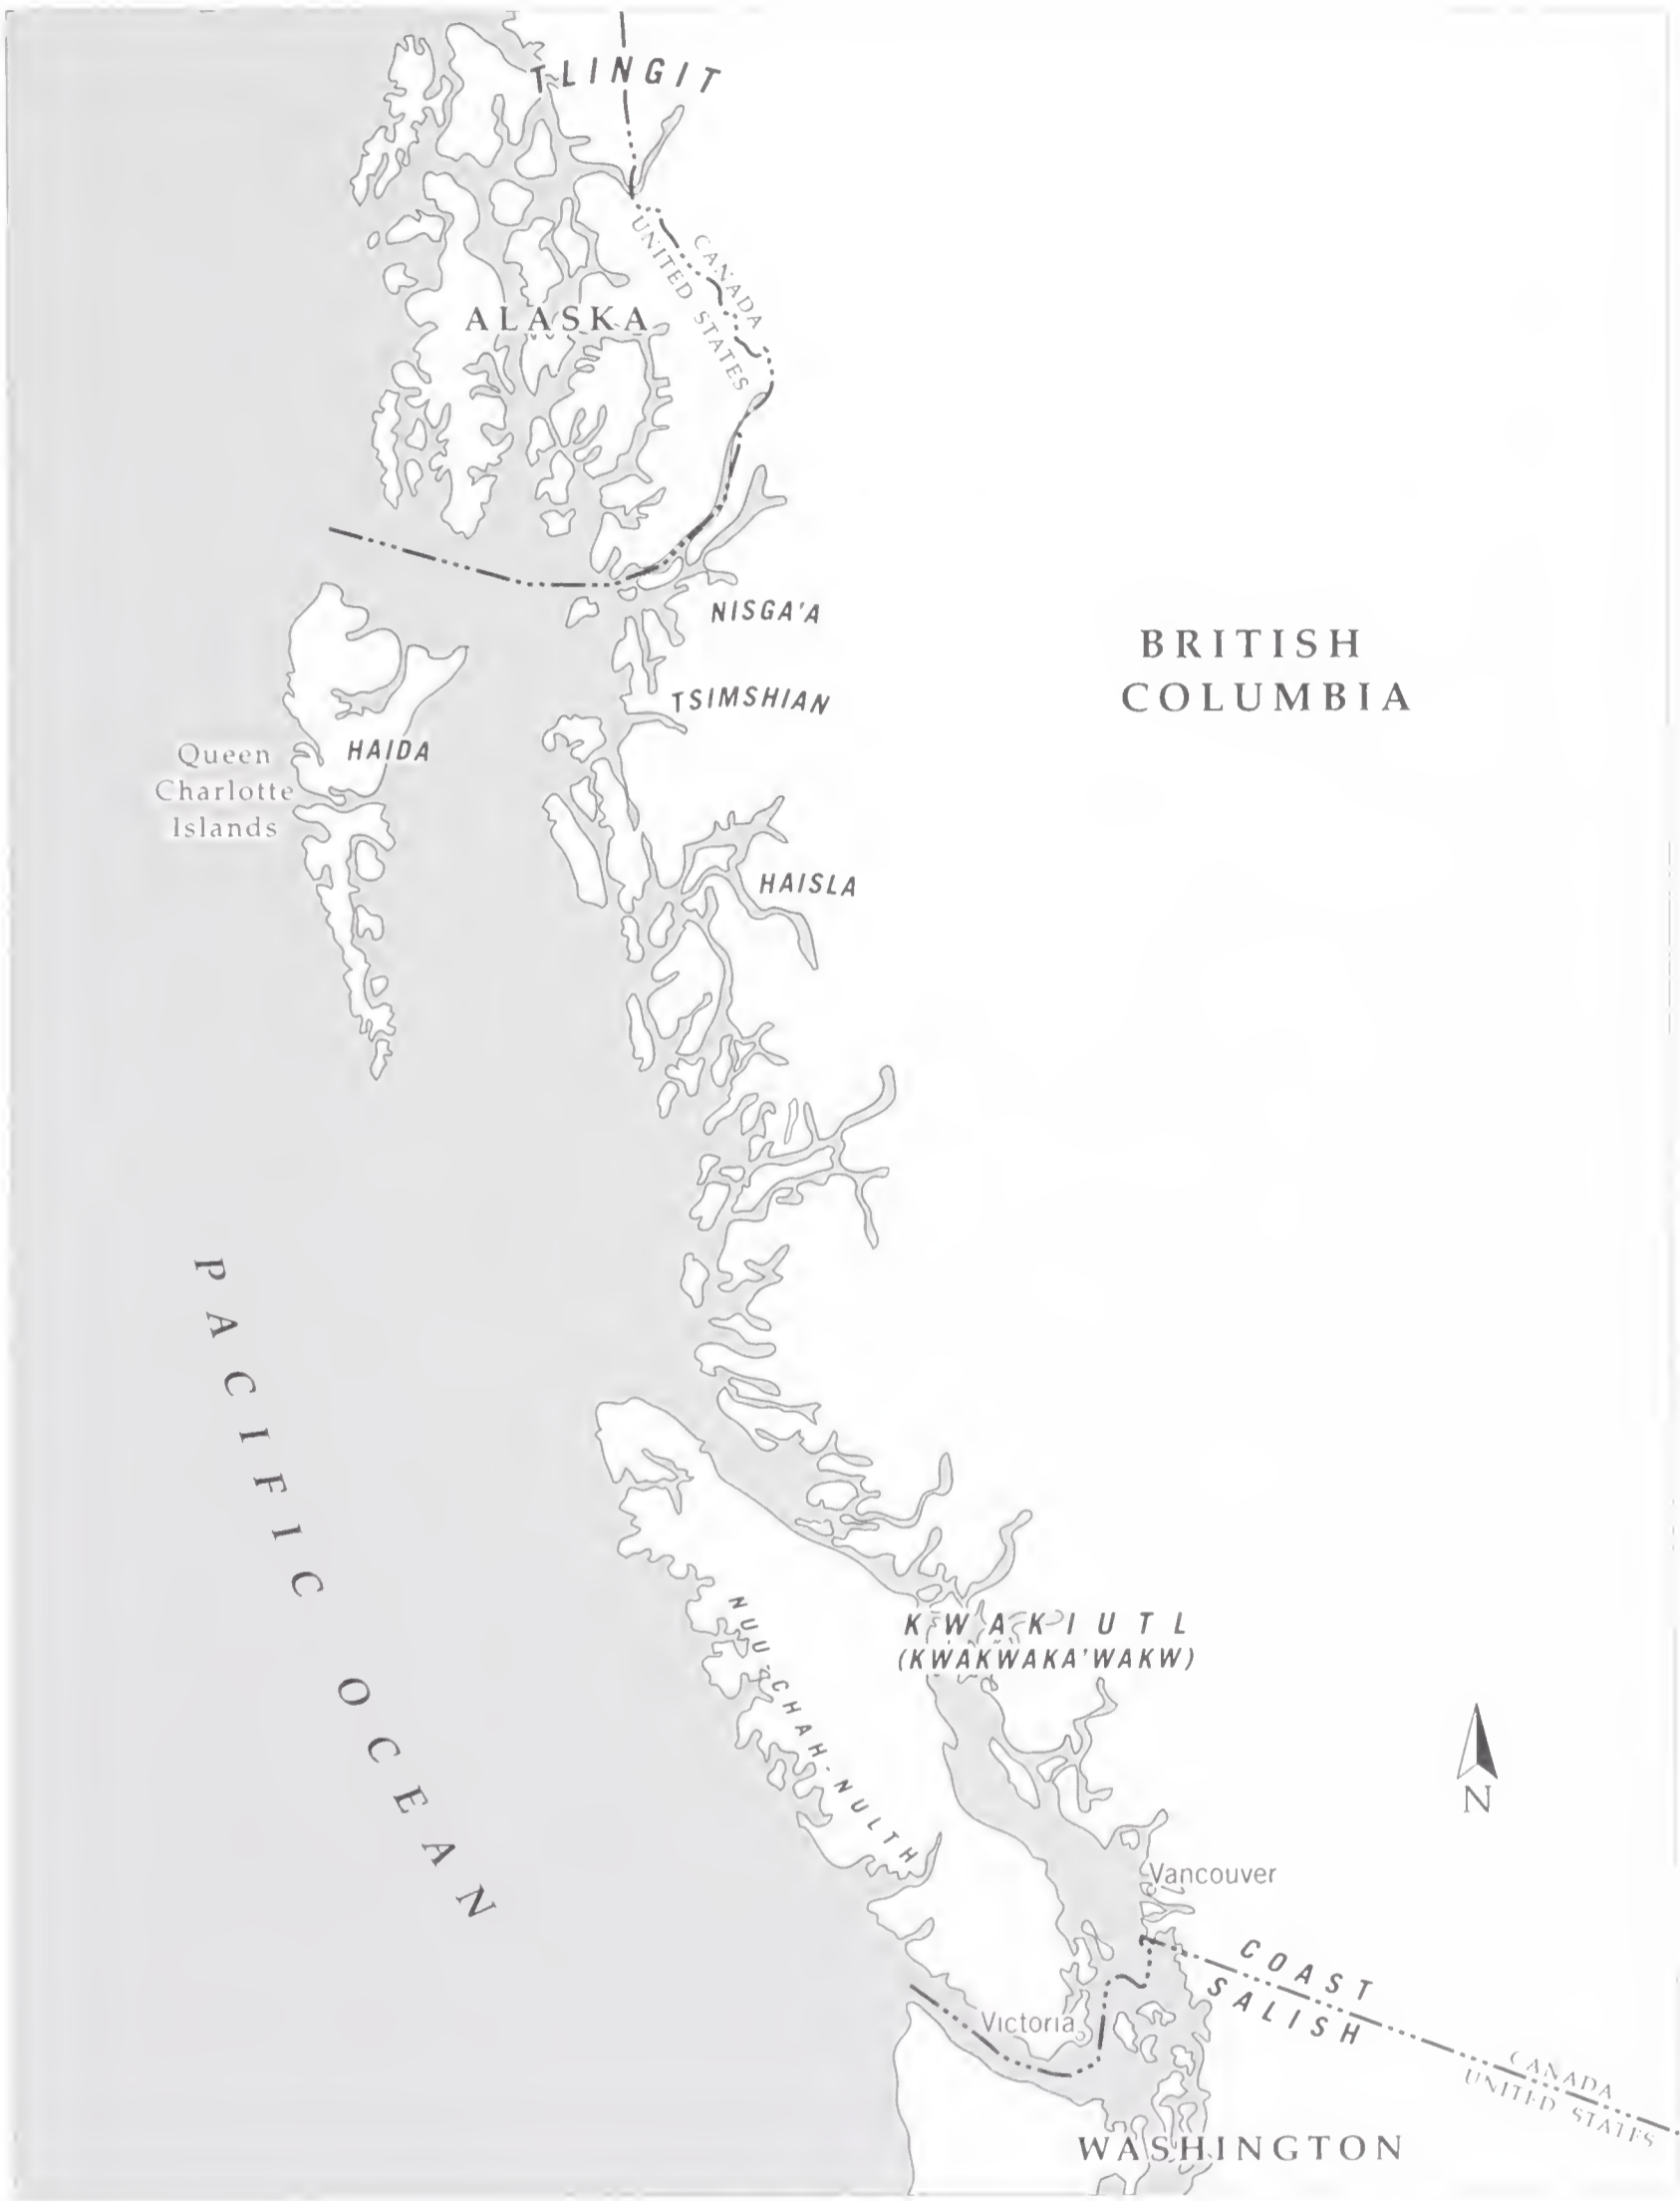 TLINGIT
CANADA
UNITED STATES
ALASKA
NISGA'A
BRITISH
COLUMBIA
TSIMSHIAN
HAIDA
Queen
Charlotte
Islands
HAISLA
PACIFIC OCEAN
NUU-CHAH-NULTH
KWAKIUTL
(KWAKWAKA'WAKW)
N
Vancouver
COAST
SALISH
Victoria
CANADA
UNITED STATES
WASHINGTON